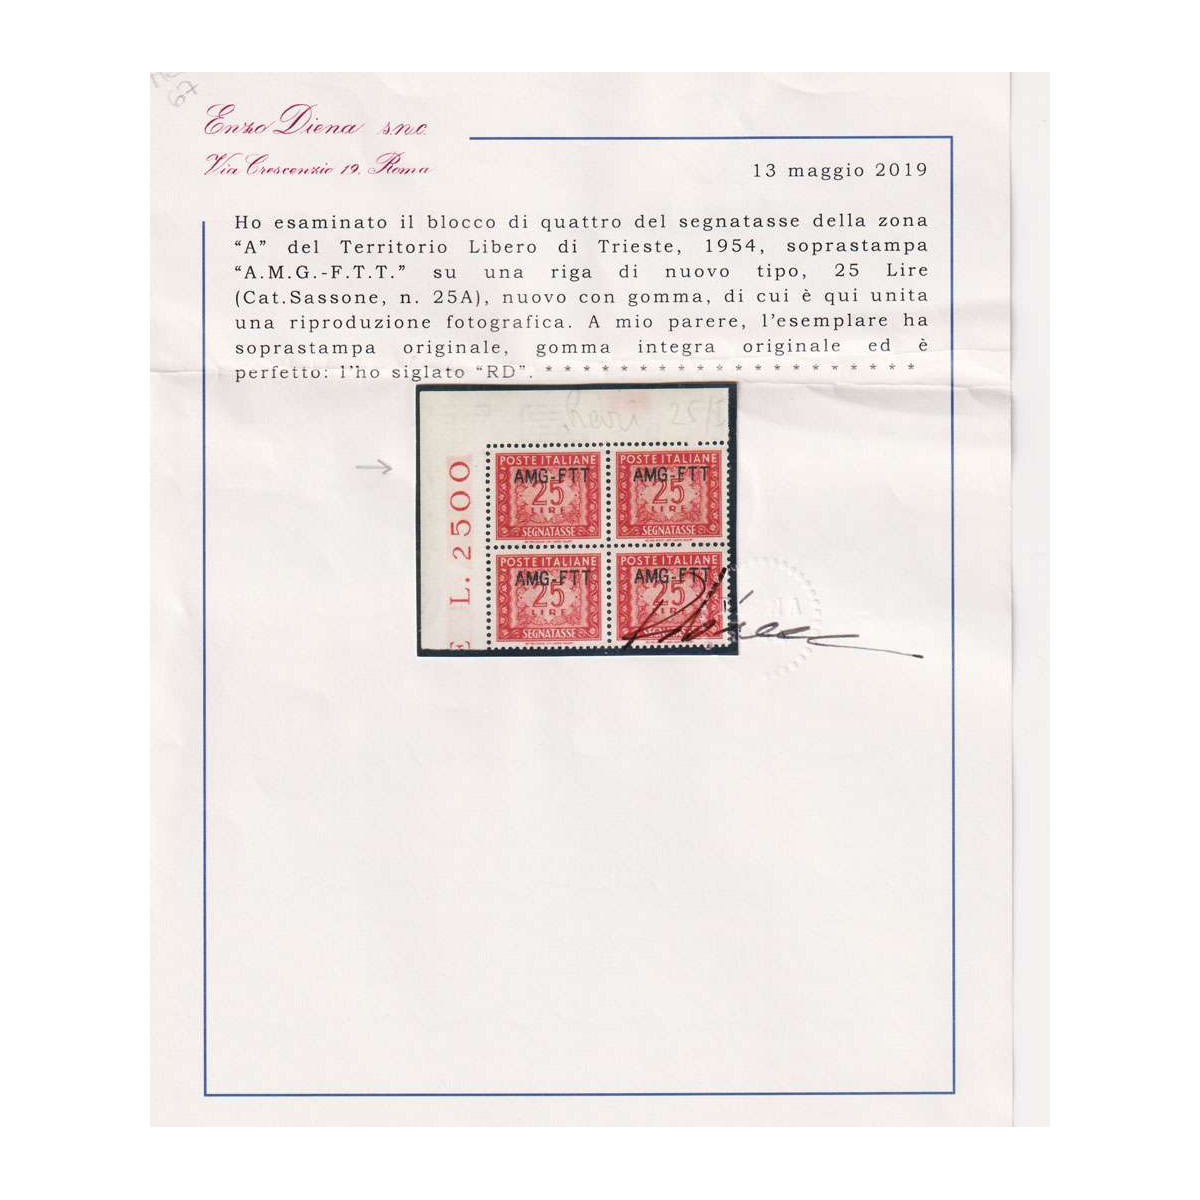 67
Enzo Diena s.n.c.
Via Crescenzio 19, Roma
13 maggio 2019
Ho esaminato il blocco di quattro del segnatasse della zona
“A” del Territorio Libero di Trieste, 1954, soprastampa
“A.M.G.-F.T.T.” su una riga di nuovo tipo, 25 Lire
(Cat.Sassone, n. 25A), nuovo con gomma, di cui è qui unita
una riproduzione fotografica. A mio parere, l’esemplare ha
soprastampa originale, gomma integra originale ed è
perfetto: l’ho siglato “RD”. * * * * * * * * * * * * * * * * * * * *
25/I
L. 2500
POSTE ITALIANE
AMG-FTT
25
LIRE
SEGNATASSE
POSTE ITALIANE
AMG-FTT
25
LIRE
SEGNATASSE
POSTE ITALIANE
AMG-FTT
25
LIRE
SEGNATASSE
POSTE ITALIANE
AMG-FTT
25
LIRE
SEGNATASSE